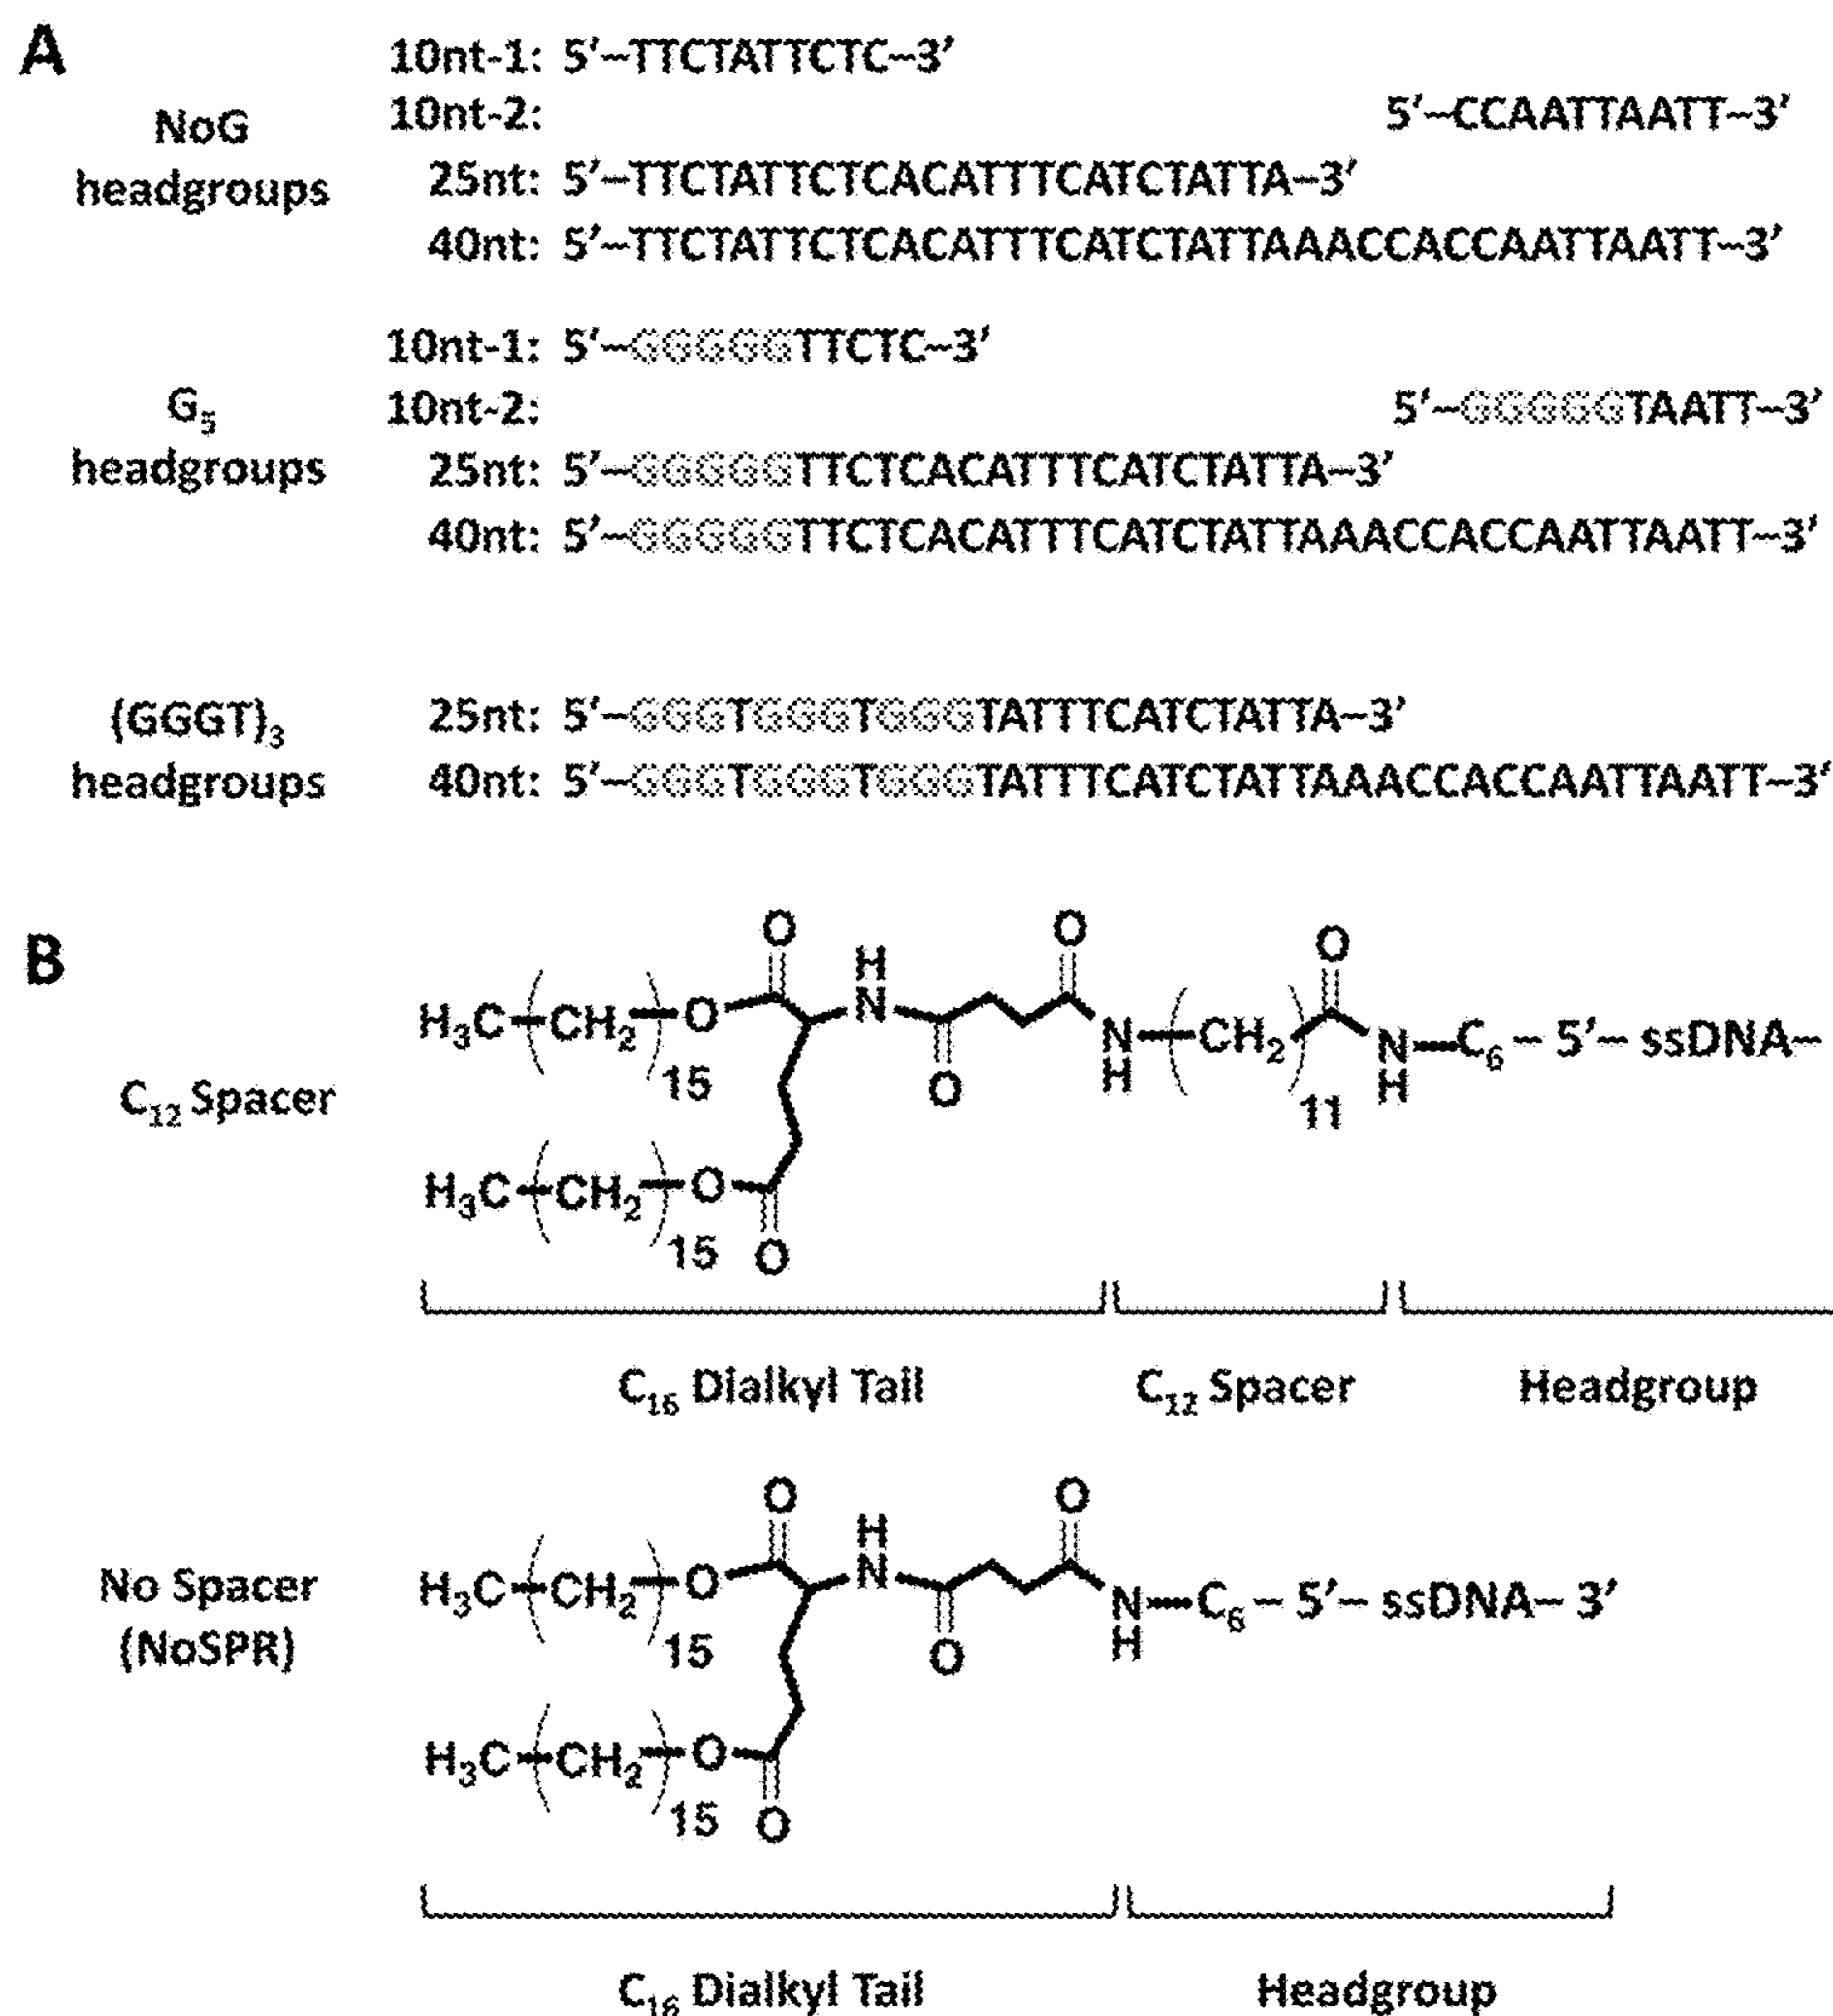 A
10nt-1: 5'–TTCTATTCTC–3'
NoG
10nt-2: 5'–CCAATTAATT–3'
headgroups
25nt: 5'–TTCTATTCTCACATTTCATCTATTA–3'
40nt: 5'–TTCTATTCTCACATTTCATCTATTAAACCACCAATTAATT–3'
10nt-1: 5'–GGGGGTTCTC–3'
G5
10nt-2: 5'–GGGGGTAATT–3'
headgroups
25nt: 5'–GGGGGTTCTCACATTTCATCTATTA–3'
40nt: 5'–GGGGGTTCTCACATTTCATCTATTAAACCACCAATTAATT–3'
(GGGT)3
25nt: 5'–GGGTGGGTGGGTATTTCATCTATTA–3'
headgroups
40nt: 5'–GGGTGGGTGGGTATTTCATCTATTAAACCACCAATTAATT–3'
B
C12 Spacer
O O O
H
H3C (CH2)15 O N N (CH2)11 N C6 – 5'– ssDNA–
H H
O
H3C (CH2)15 O
O
C16 Dialkyl Tail C12 Spacer Headgroup
No Spacer
(NoSPR)
O O
H
H3C (CH2)15 O N N C6 – 5'– ssDNA– 3'
H
O
H3C (CH2)15 O
O
C16 Dialkyl Tail Headgroup